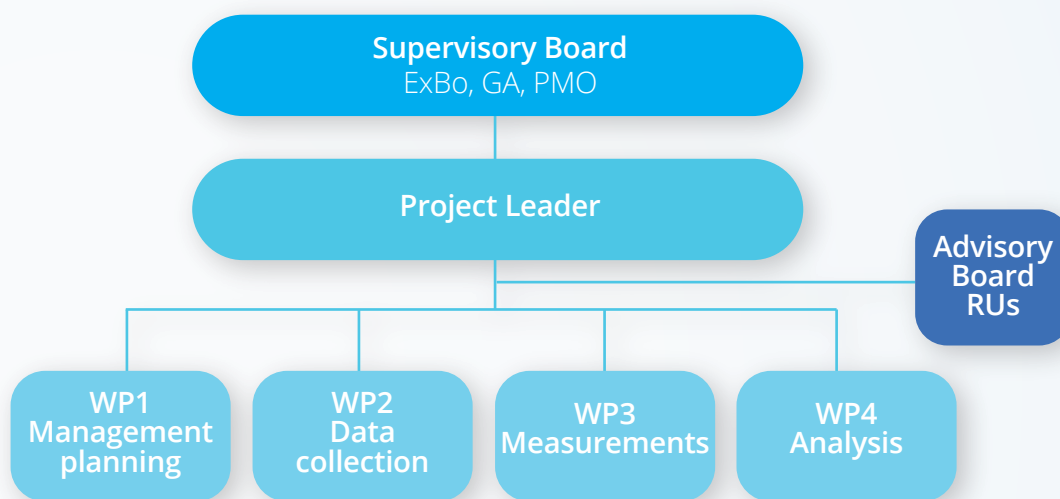 Supervisory Board
ExBo, GA, PMO
Project Leader
Advisory
Board
RUs
WP1
Management
planning
WP2
Data
collection
WP3
Measurements
WP4
Analysis